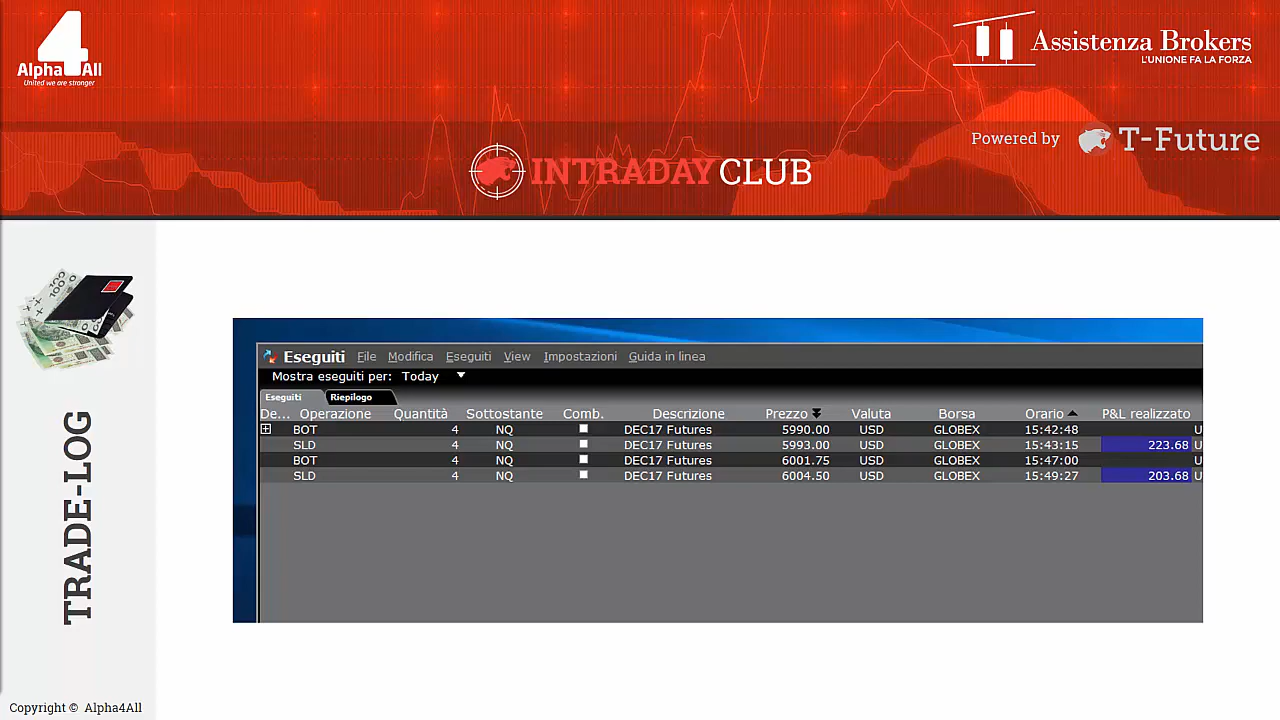 4
Alpha All
United we are stronger
Assistenza Brokers
L'UNIONE FA LA FORZA
Powered by T-Future
INTRADAY CLUB
TRADE-LOG
Eseguiti File Modifica Eseguiti View Impostazioni Guida in linea
Mostra eseguiti per: Today
Eseguiti Riepilogo
De... Operazione Quantità Sottostante Comb. Descrizione Prezzo Valuta Borsa Orario P&L realizzato
BOT 4 NQ DEC17 Futures 5990.00 USD GLOBEX 15:42:48 U
SLD 4 NQ DEC17 Futures 5993.00 USD GLOBEX 15:43:15 223.68 U
BOT 4 NQ DEC17 Futures 6001.75 USD GLOBEX 15:47:00 U
SLD 4 NQ DEC17 Futures 6004.50 USD GLOBEX 15:49:27 203.68 U
Copyright © Alpha4All